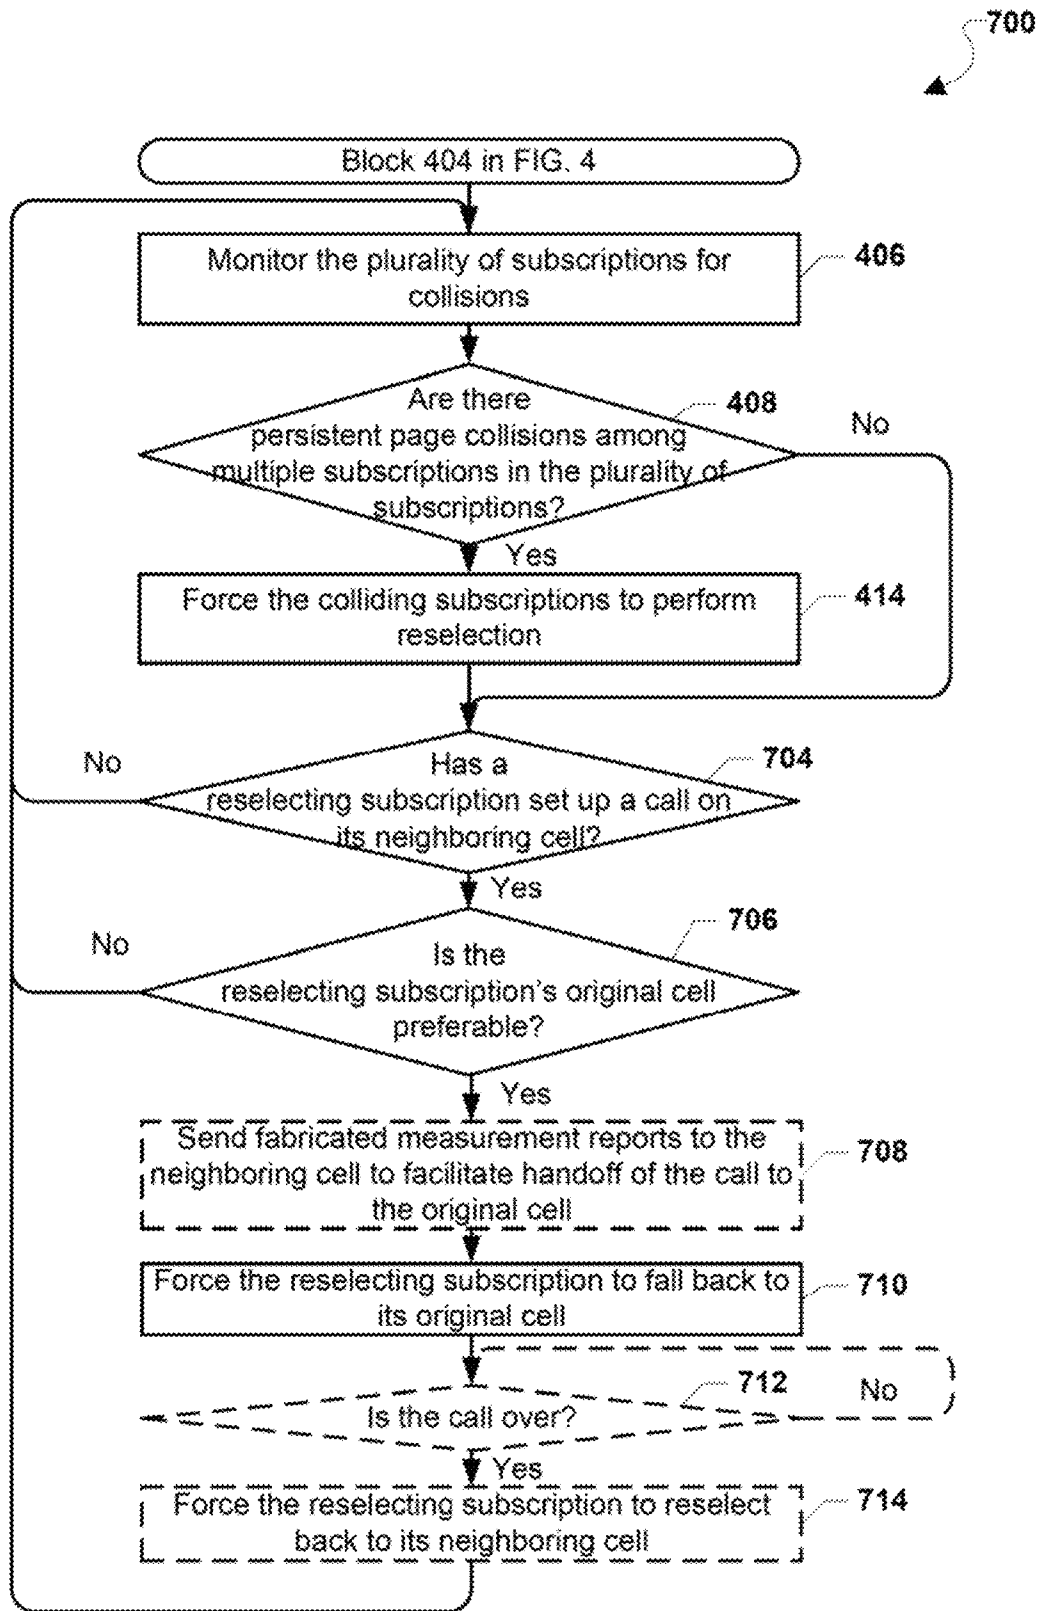 700
Block 404 in FIG. 4
Monitor the plurality of subscriptions for
collisions
406
Are there
persistent page collisions among
multiple subscriptions in the plurality of
subscriptions?
408
No
Yes
Force the colliding subscriptions to perform
reselection
414
Has a
reselecting subscription set up a call on
its neighboring cell?
704
No
Yes
Is the
reselecting subscription's original cell
preferable?
706
No
Yes
Send fabricated measurement reports to the
neighboring cell to facilitate handoff of the call to
the original cell
708
Force the reselecting subscription to fall back to
its original cell
710
Is the call over?
712
No
Yes
Force the reselecting subscription to reselect
back to its neighboring cell
714